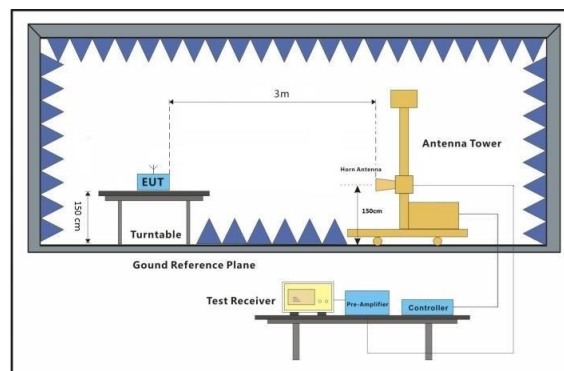 3m
Antenna Tower
Horn Antenna
EUT
150 cm
150cm
Turntable
Gound Reference Plane
Test Receiver
Pre-Amplifier
Controller